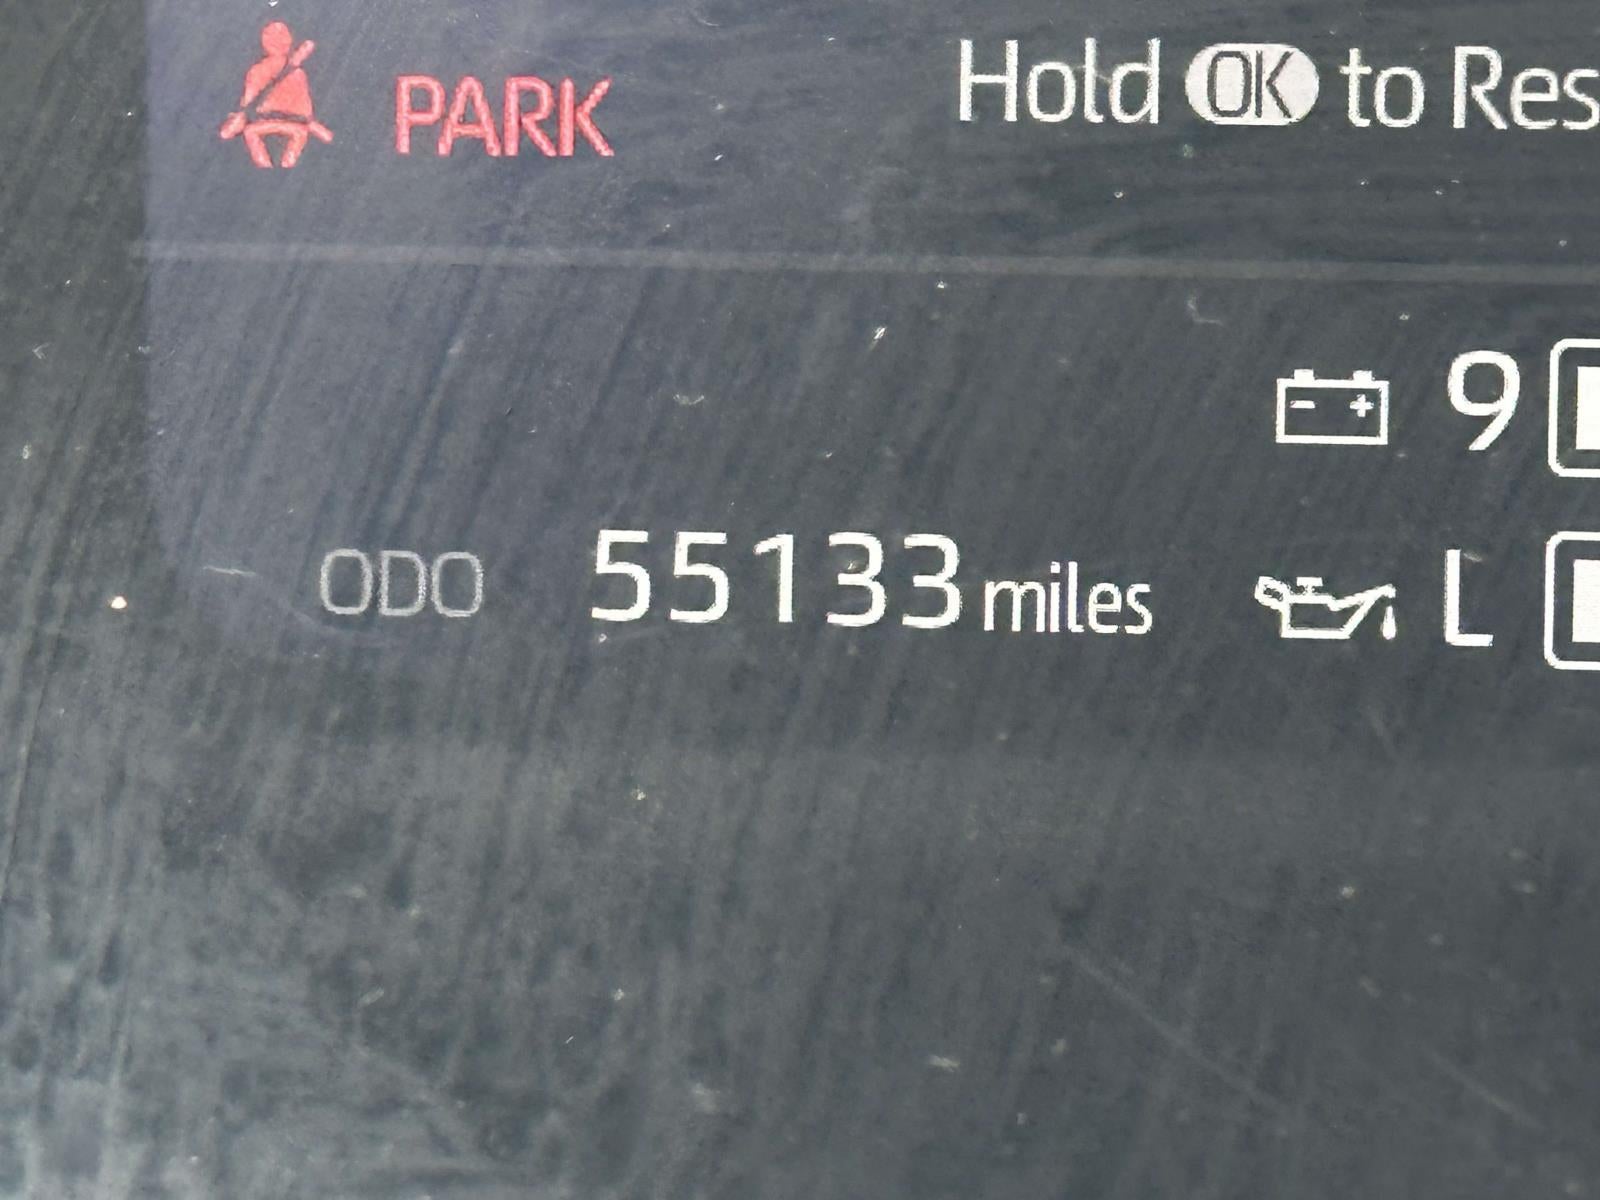 PARK
Hold OK to Res
9
ODO 55133 miles L